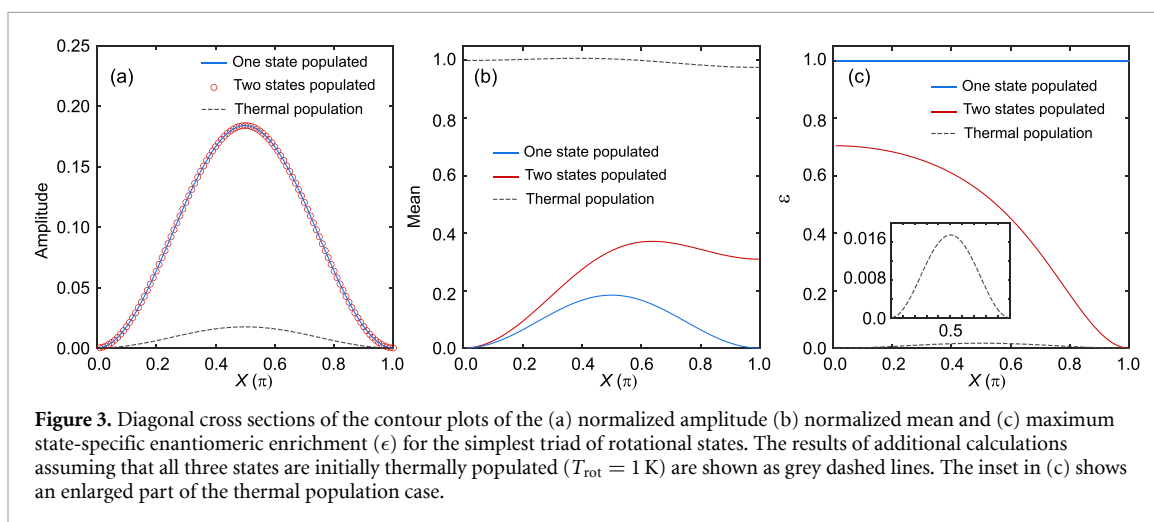 0.25
0.20
0.15
0.10
0.05
0.00
Amplitude
(a)
One state populated
Two states populated
Thermal population
0.0 0.2 0.4 0.6 0.8 1.0
X (π)
1.0
0.8
0.6
0.4
0.2
0.0
Mean
(b)
One state populated
Two states populated
Thermal population
0.0 0.2 0.4 0.6 0.8 1.0
X (π)
1.0
0.8
0.6
0.4
0.2
0.0
ε
(c)
One state populated
Two states populated
Thermal population
0.016
0.008
0.0
0.5
0.0 0.2 0.4 0.6 0.8 1.0
X (π)
Figure 3. Diagonal cross sections of the contour plots of the (a) normalized amplitude (b) normalized mean and (c) maximum
state-specific enantiomeric enrichment (ϵ) for the simplest triad of rotational states. The results of additional calculations
assuming that all three states are initially thermally populated (Trot = 1 K) are shown as grey dashed lines. The inset in (c) shows
an enlarged part of the thermal population case.